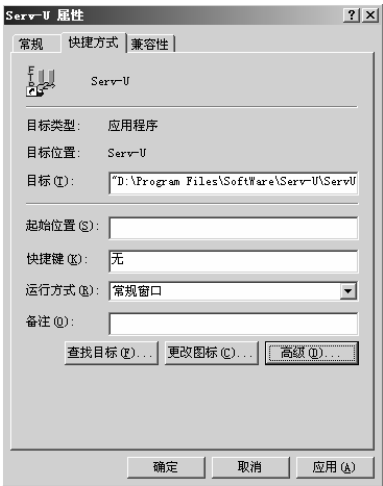 Serv-U 属性
常规 快捷方式 兼容性
Serv-U
目标类型: 应用程序
目标位置: Serv-U
目标(T): "D:\Program Files\SoftWare\Serv-U\ServU
起始位置(S):
快捷键(K): 无
运行方式(R): 常规窗口
备注(O):
查找目标(F)... 更改图标(C)... 高级(D)...
确定 取消 应用(A)